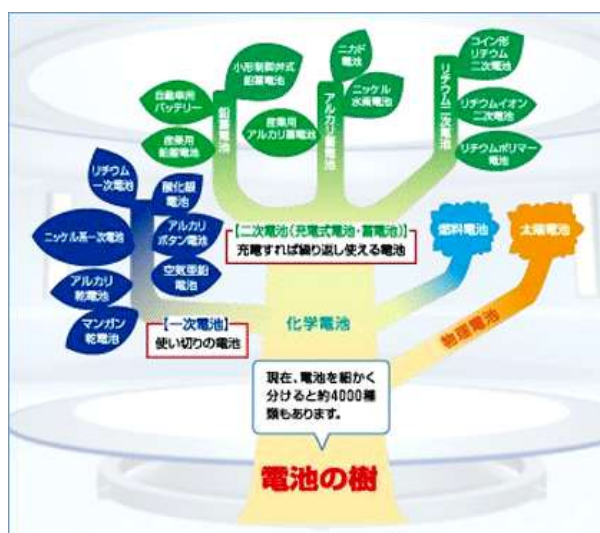 コイン形
リチウム
二次電池
リチウムイオン
二次電池
リチウムポリマー
電池
リチウム二次電池
ニカド
電池
ニッケル
水素電池
産業用
アルカリ蓄電池
アルカリ蓄電池
小形制御弁式
鉛蓄電池
自動車用
バッテリー
産業用
鉛蓄電池
鉛蓄電池
リチウム
一次電池
酸化銀
電池
ニッケル系一次電池
アルカリ
ボタン電池
アルカリ
乾電池
空気亜鉛
電池
マンガン
乾電池
【二次電池(充電式電池・蓄電池)】
充電すれば繰り返し使える電池
燃料電池
太陽電池
【一次電池】
使い切りの電池
化学電池
物理電池
現在、電池を細かく
分けると約4000種
類もあります。
電池の樹